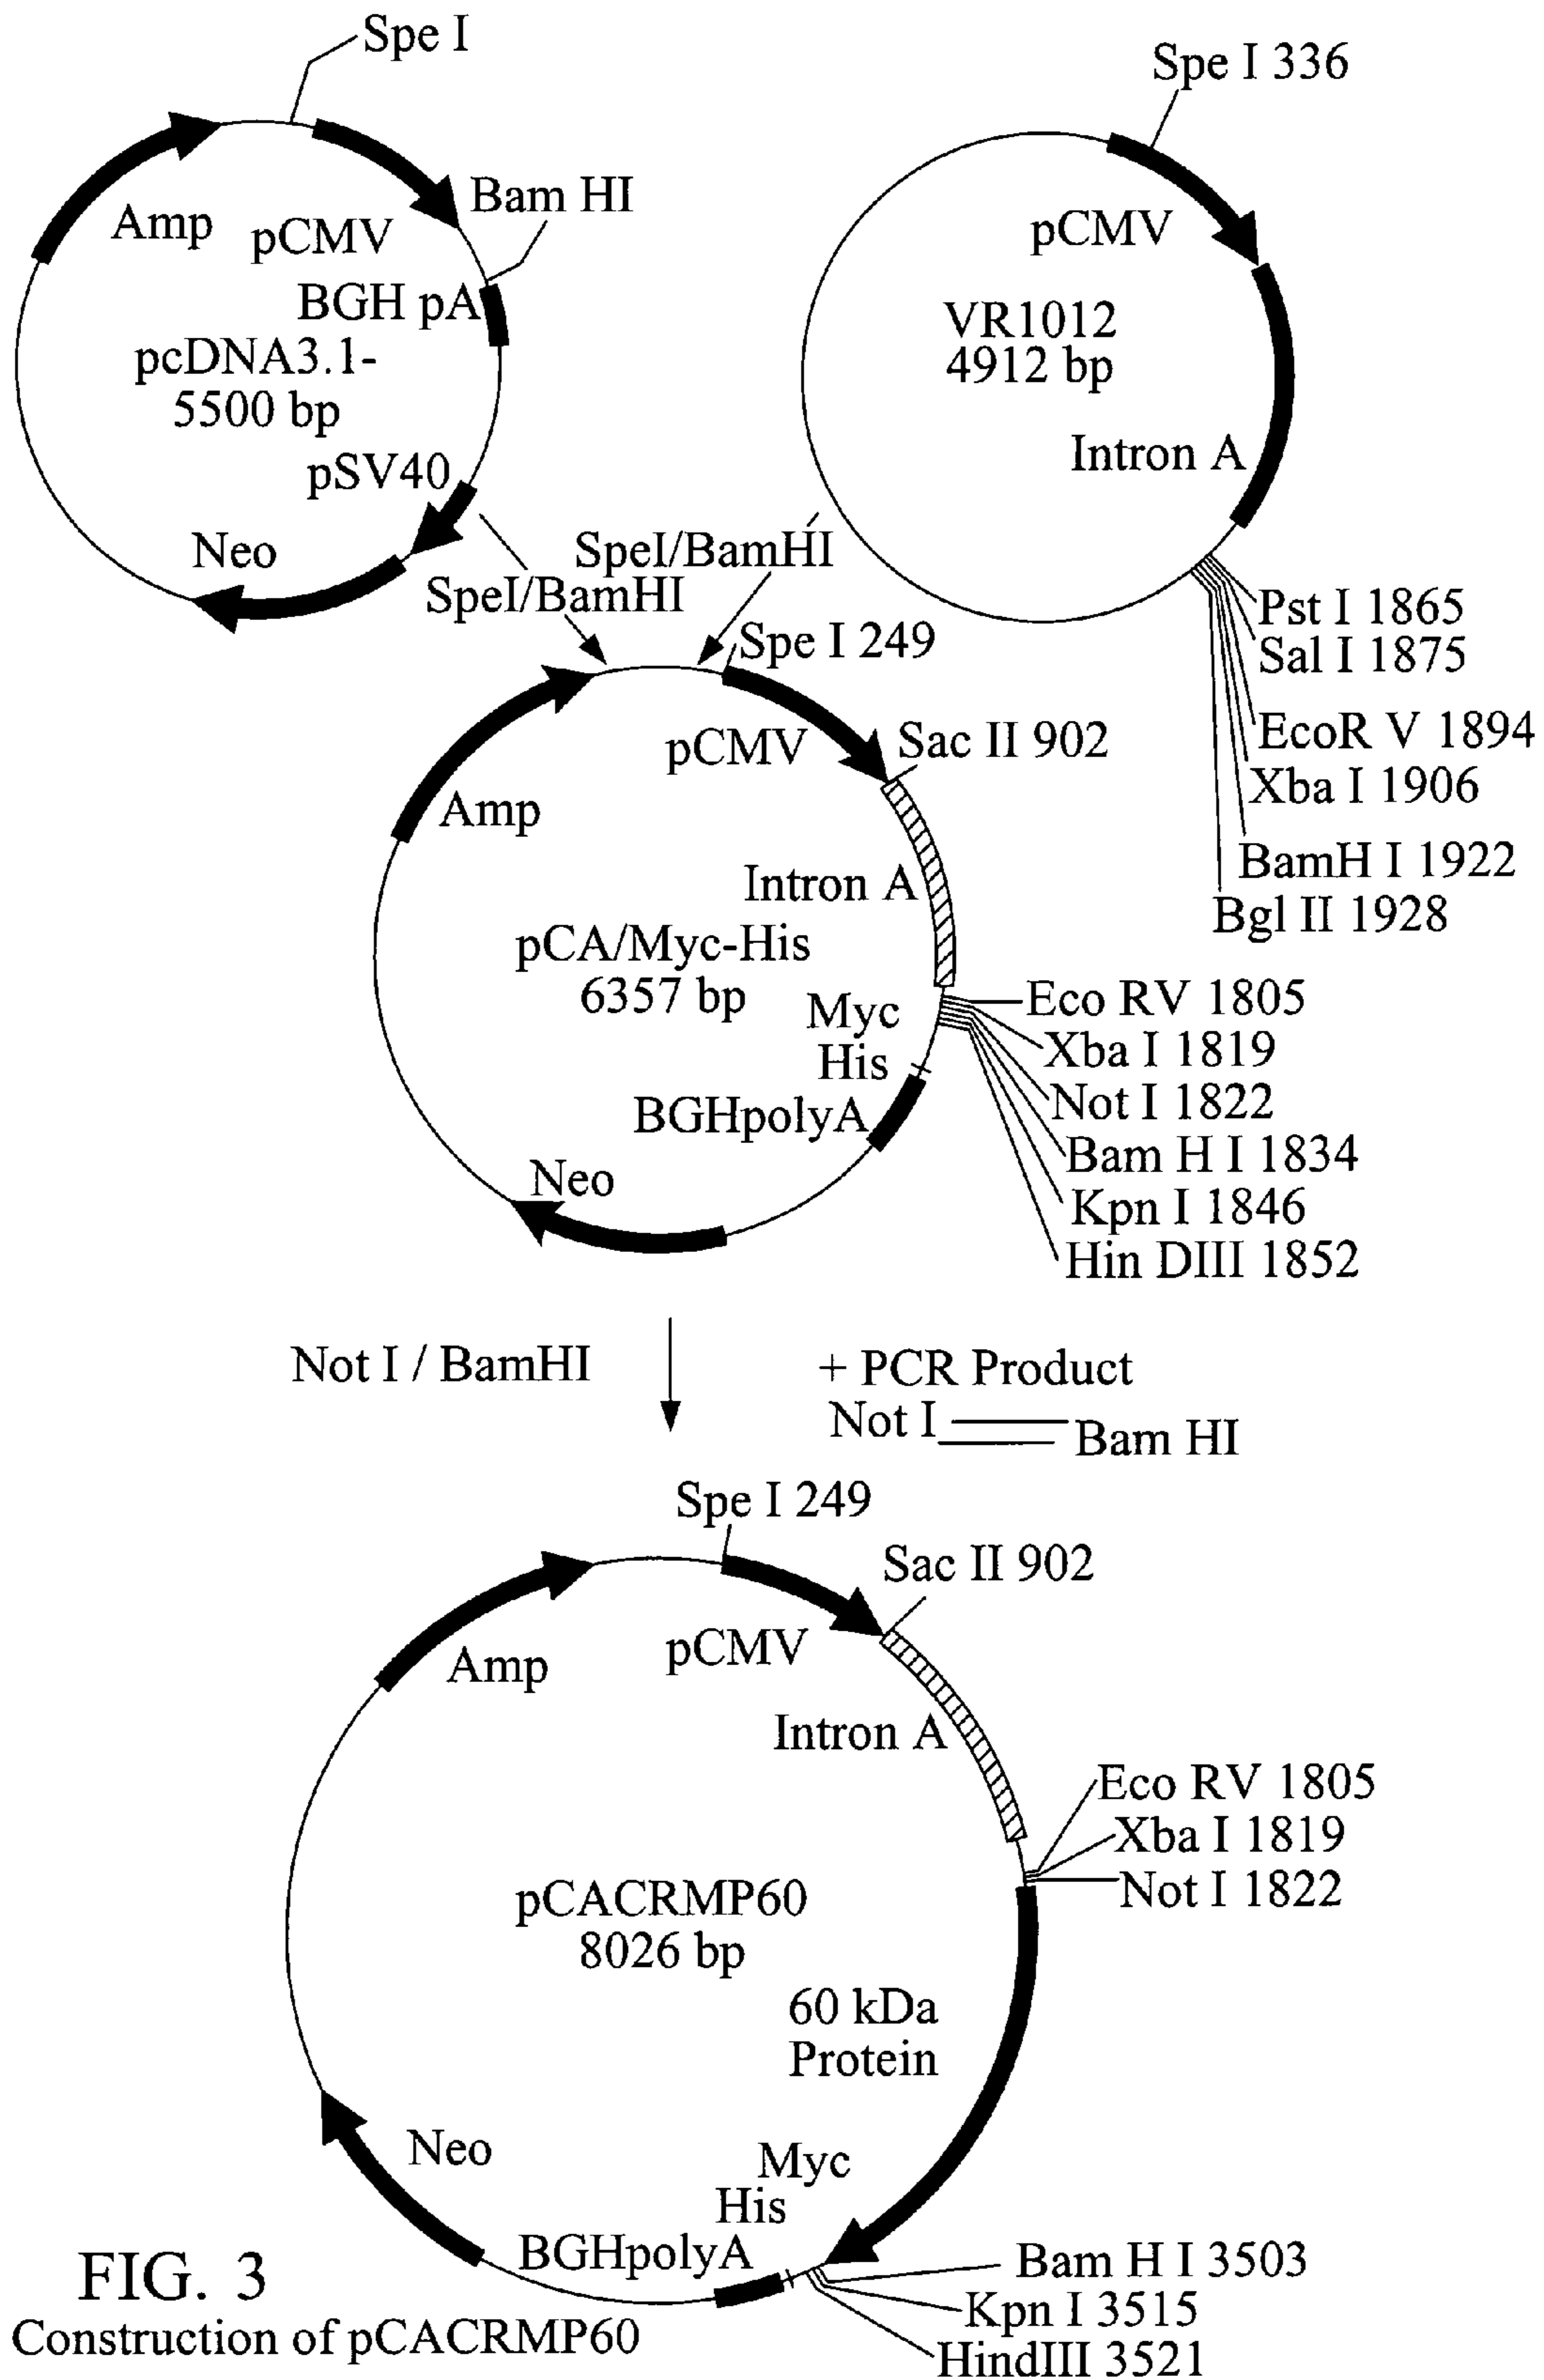 Spe I
Bam HI
Amp
pCMV
BGH pA
pcDNA3.1-
5500 bp
pSV40
Neo
SpeI/BamHI
Spe I 336
pCMV
VR1012
4912 bp
Intron A
SpeI/BamHI
Pst I 1865
Sal I 1875
EcoR V 1894
Xba I 1906
BamH I 1922
Bgl II 1928
Spe I 249
pCMV
Sac II 902
Amp
Intron A
pCA/Myc-His
6357 bp
Myc
His
BGHpolyA
Neo
Eco RV 1805
Xba I 1819
Not I 1822
Bam H I 1834
Kpn I 1846
Hin DIII 1852
Not I / BamHI
+ PCR Product
Not I
Bam HI
Spe I 249
Sac II 902
pCMV
Amp
Intron A
Eco RV 1805
Xba I 1819
Not I 1822
pCACRMP60
8026 bp
60 kDa
Protein
Neo
Myc
His
BGHpolyA
Bam H I 3503
Kpn I 3515
HindIII 3521
FIG. 3
Construction of pCACRMP60